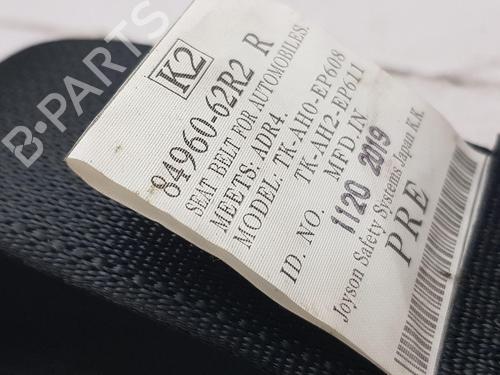 B-PARTS
K2
84960-62R2 R
SEAT BELT FOR AUTOMOBILES.
MEETS: ADR4.
MODEL: TK-AH0-EP608
TK-AH2-EP611
ID. NO. MFD. IN
1120 2019
Joyson Safety Systems Japan K.K.
PRE